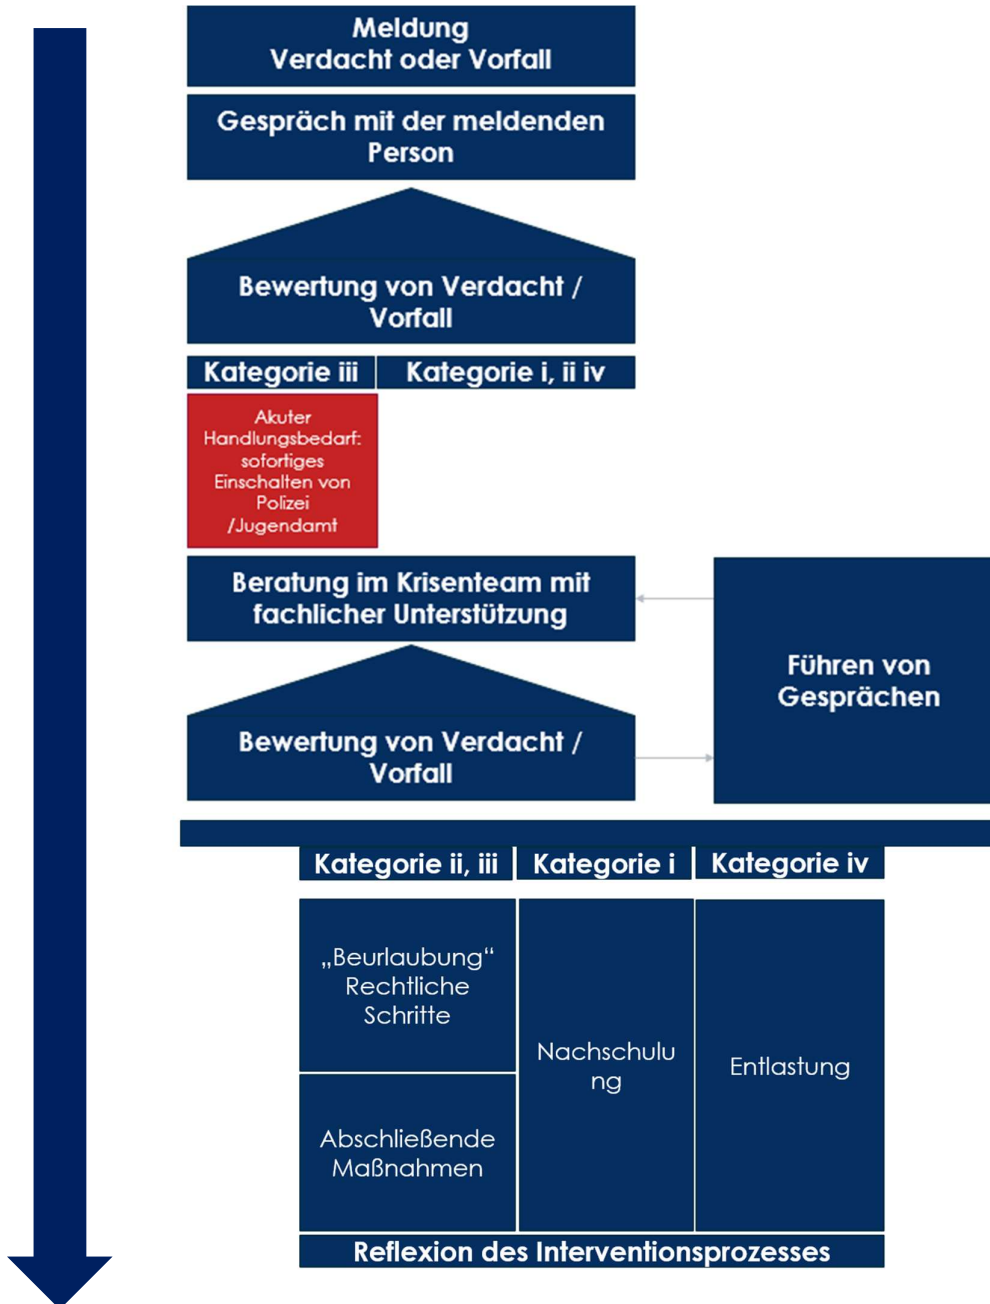 Meldung
Verdacht oder Vorfall
Gespräch mit der meldenden
Person
Bewertung von Verdacht /
Vorfall
Kategorie iii
Kategorie i, ii iv
Akuter
Handlungsbedarf:
sofortiges
Einschalten von
Polizei
/Jugendamt
Beratung im Krisenteam mit
fachlicher Unterstützung
Führen von
Gesprächen
Bewertung von Verdacht /
Vorfall
Kategorie ii, iii
Kategorie i
Kategorie iv
„Beurlaubung“
Rechtliche
Schritte
Nachschulu
ng
Entlastung
Abschließende
Maßnahmen
Reflexion des Interventionsprozesses